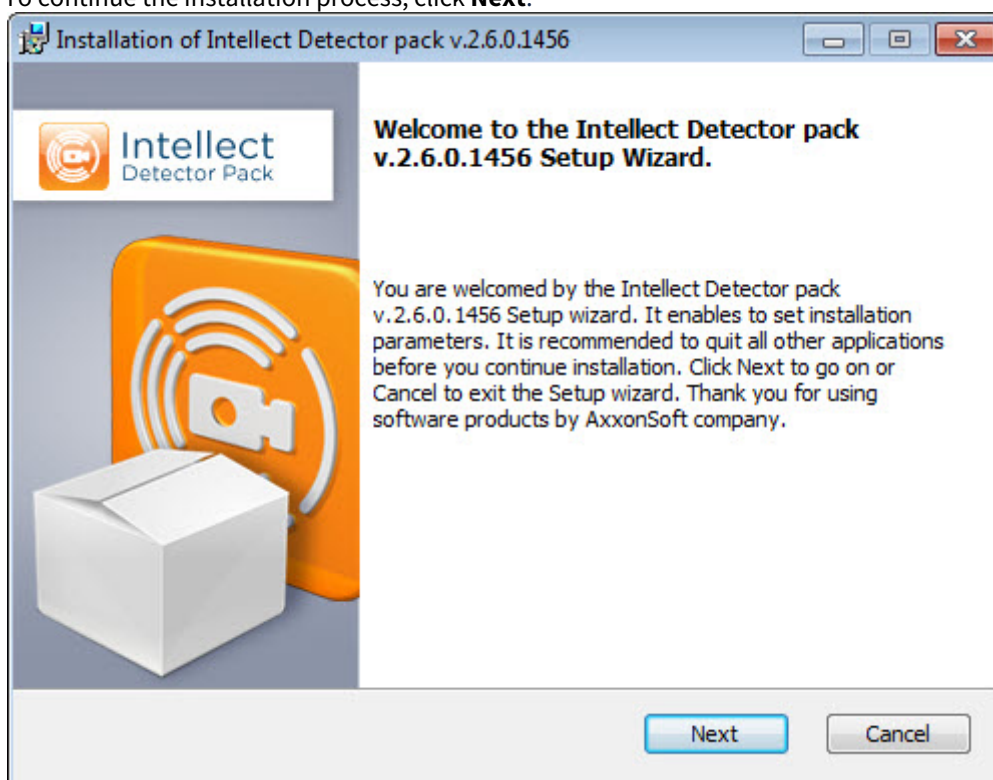 To continue the installation process, click Next.
Installation of Intellect Detector pack v.2.6.0.1456
Intellect
Detector Pack
Welcome to the Intellect Detector pack
v.2.6.0.1456 Setup Wizard.
You are welcomed by the Intellect Detector pack
v.2.6.0.1456 Setup wizard. It enables to set installation
parameters. It is recommended to quit all other applications
before you continue installation. Click Next to go on or
Cancel to exit the Setup wizard. Thank you for using
software products by AxxonSoft company.
Next
Cancel